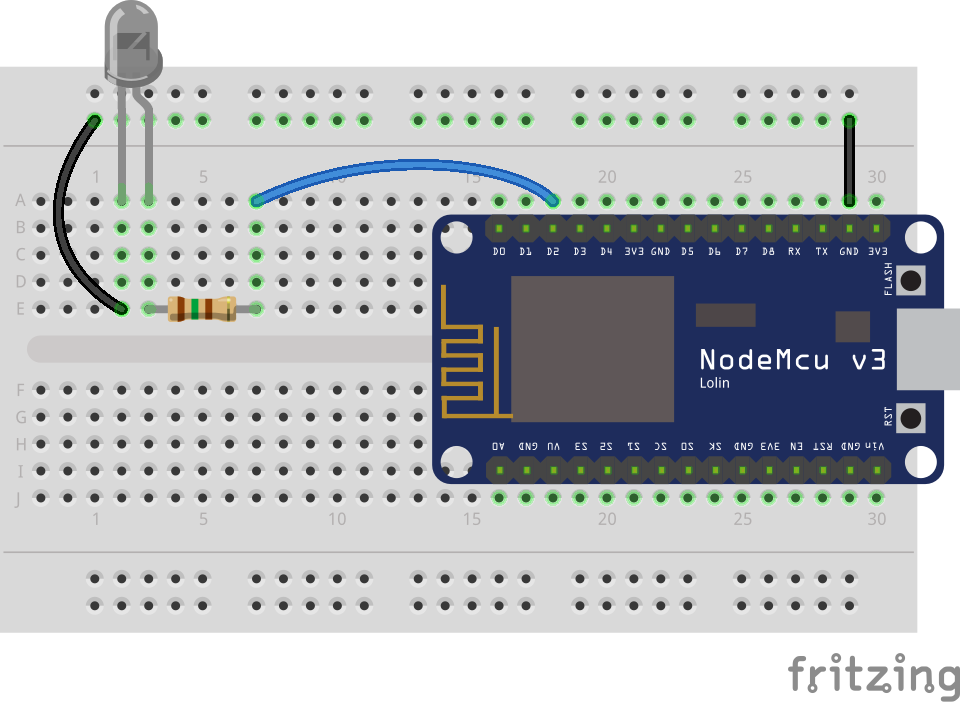 1 5 10 15 20 25 30
A
B
C
D
E
D0 D1 D2 D3 D4 3V3 GND D5 D6 D7 D8 RX TX GND 3V3
FLASH
NodeMcu v3
Lolin
RST
A0 GND VU S3 S2 S1 SC S0 SK GND 3V3 EN RST GND Vin
F
G
H
I
J
1 5 10 15 20 25 30
fritzing